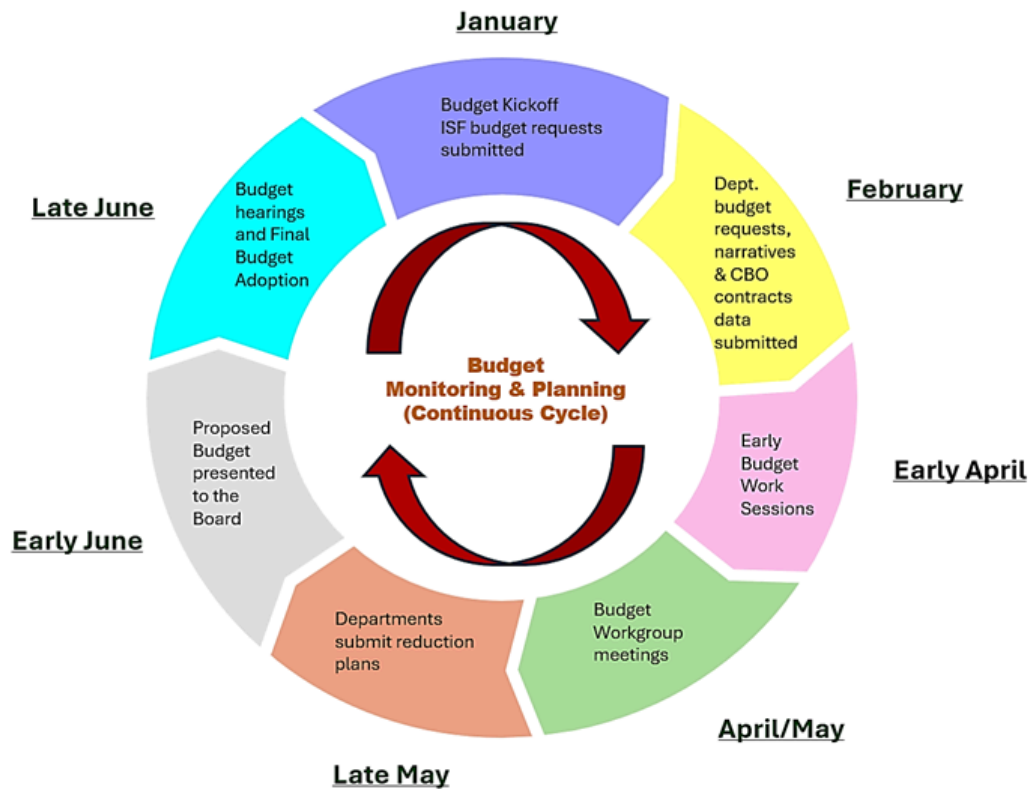 January
Budget Kickoff
ISF budget requests
submitted
February
Dept.
budget
requests,
narratives
& CBO
contracts
data
submitted
Early April
Early
Budget
Work
Sessions
April/May
Budget
Workgroup
meetings
Late May
Departments
submit reduction
plans
Early June
Proposed
Budget
presented
to the
Board
Late June
Budget
hearings
and Final
Budget
Adoption
Budget
Monitoring & Planning
(Continuous Cycle)